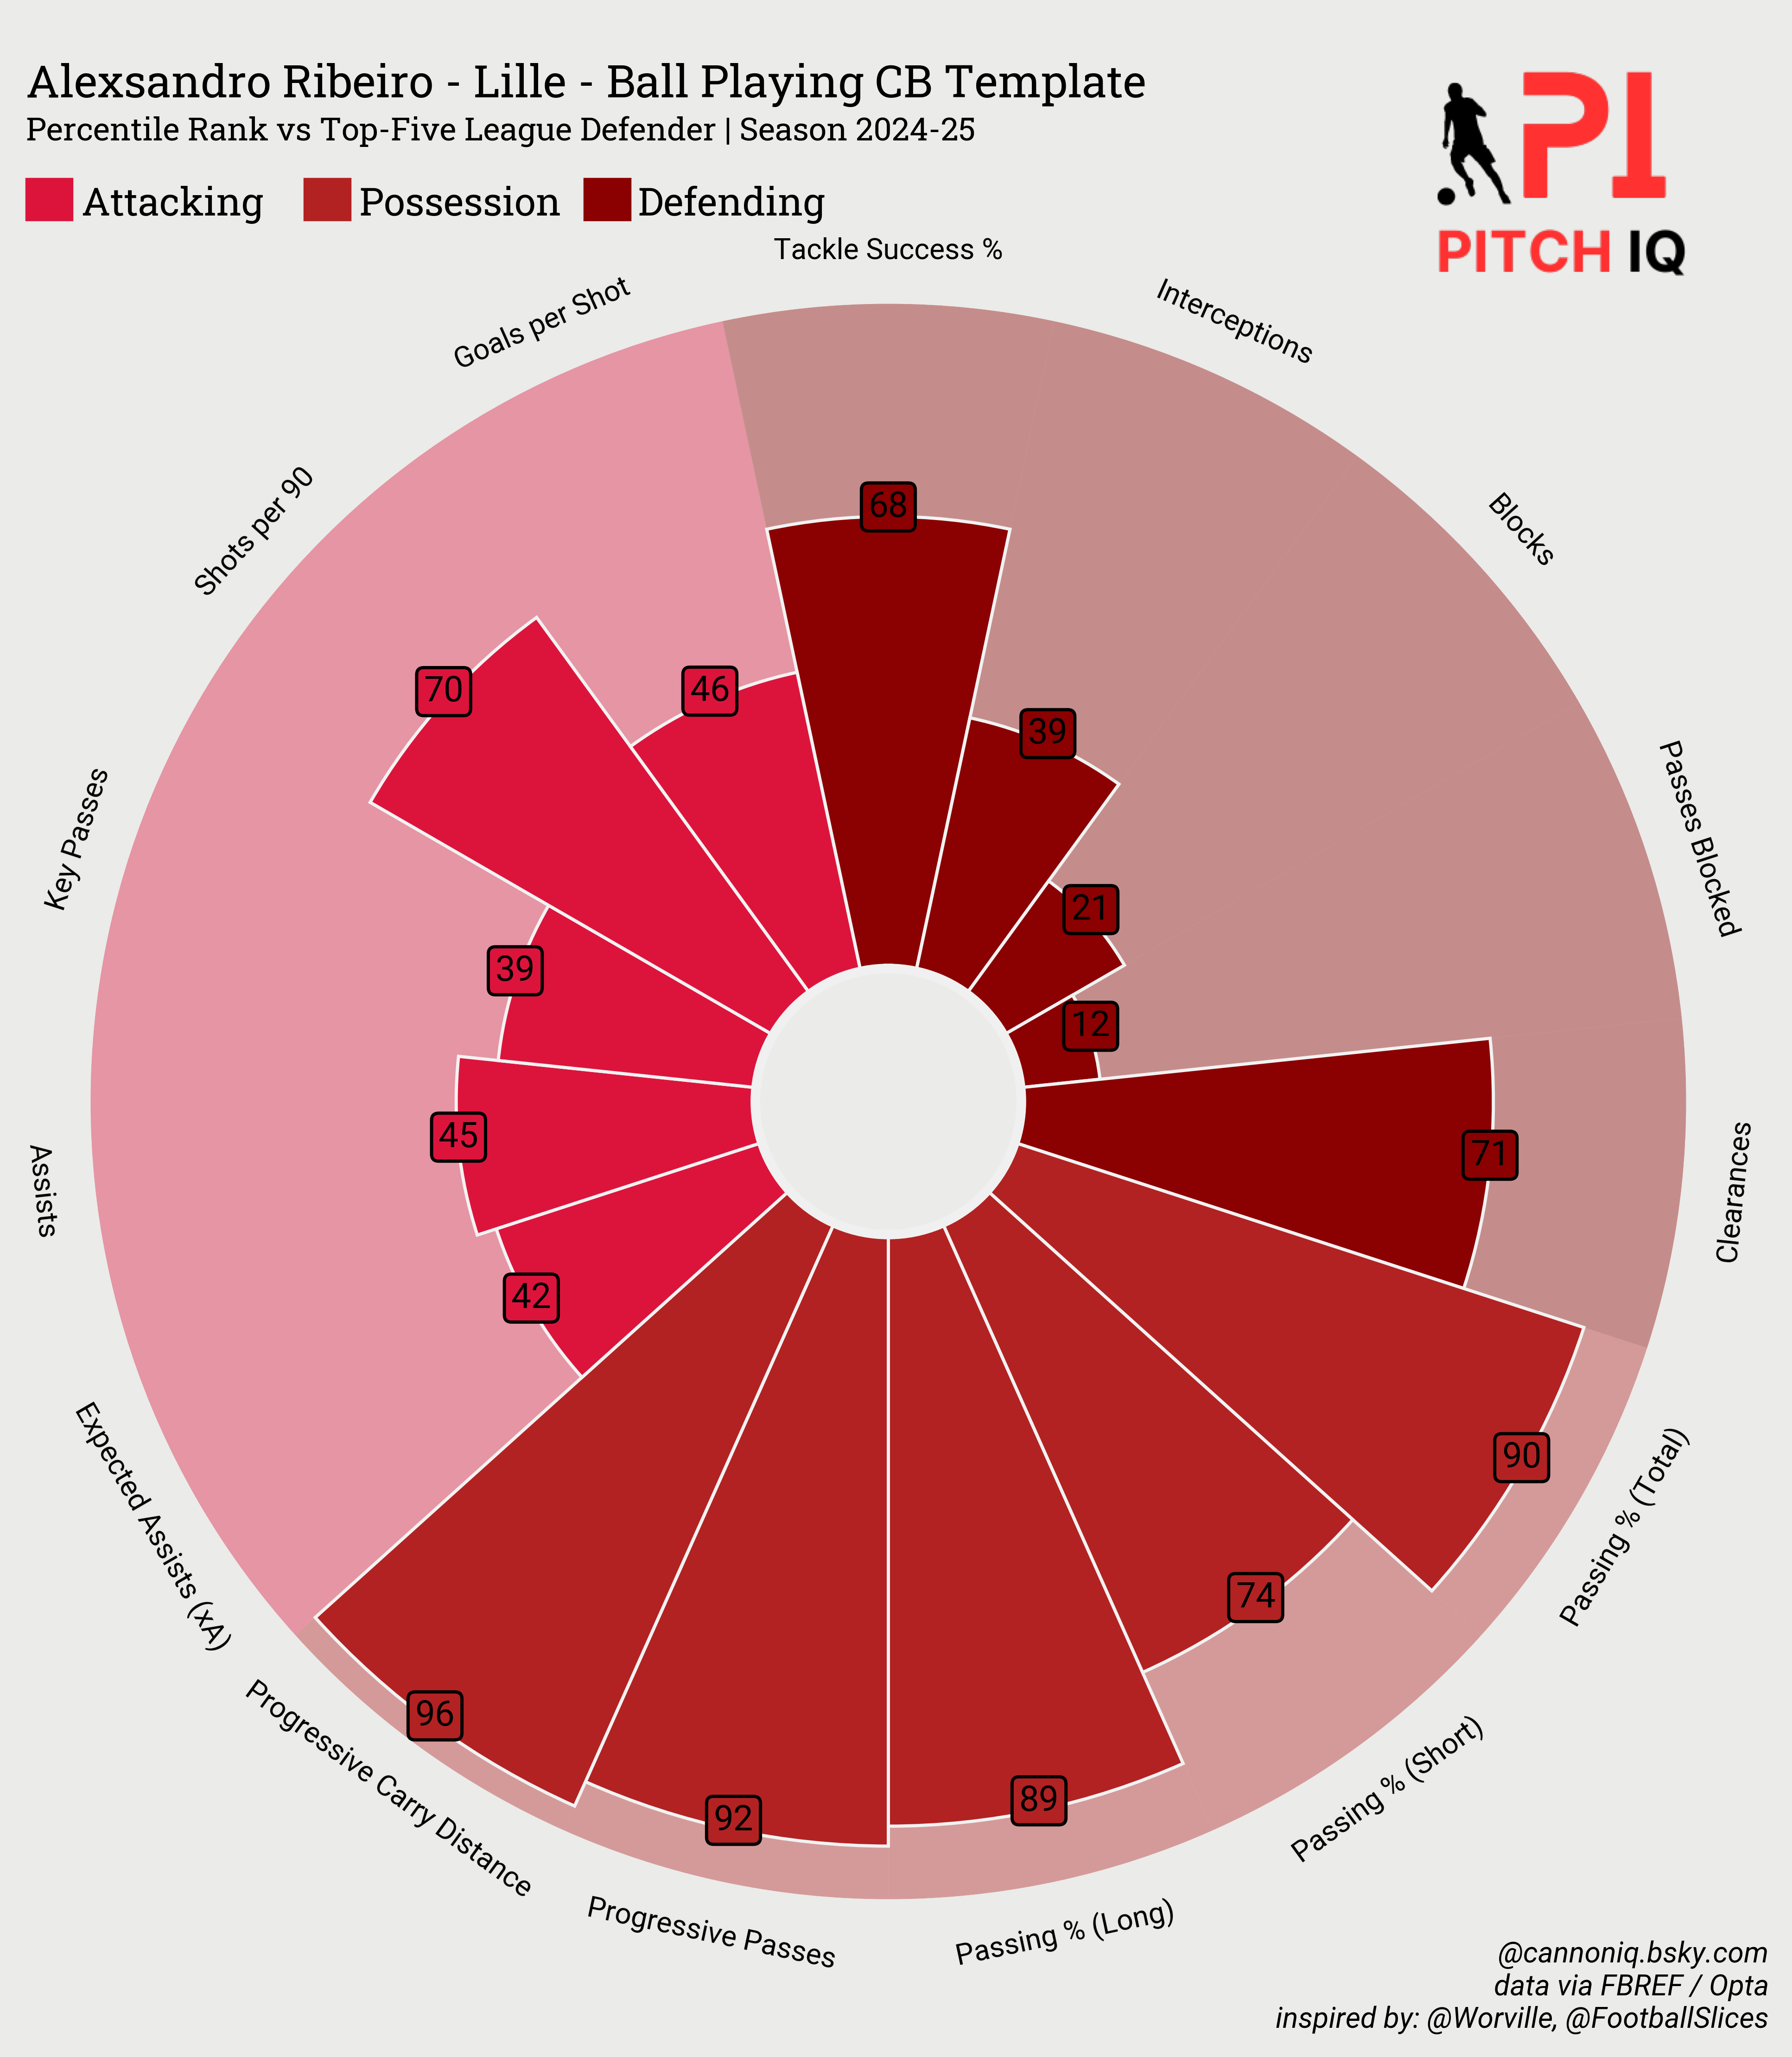 Alexsandro Ribeiro - Lille - Ball Playing CB Template
Percentile Rank vs Top-Five League Defender | Season 2024-25
Attacking
Possession
Defending
PI
PITCH IQ
Tackle Success %
Interceptions
Blocks
Passes Blocked
Clearances
Passing % (Total)
Passing % (Short)
Passing % (Long)
Progressive Passes
Progressive Carry Distance
Expected Assists (xA)
Assists
Key Passes
Shots per 90
Goals per Shot
68
39
21
12
71
90
74
89
92
96
42
45
39
70
46
@cannoniq.bsky.com
data via FBREF / Opta
inspired by: @Worville, @FootballSlices